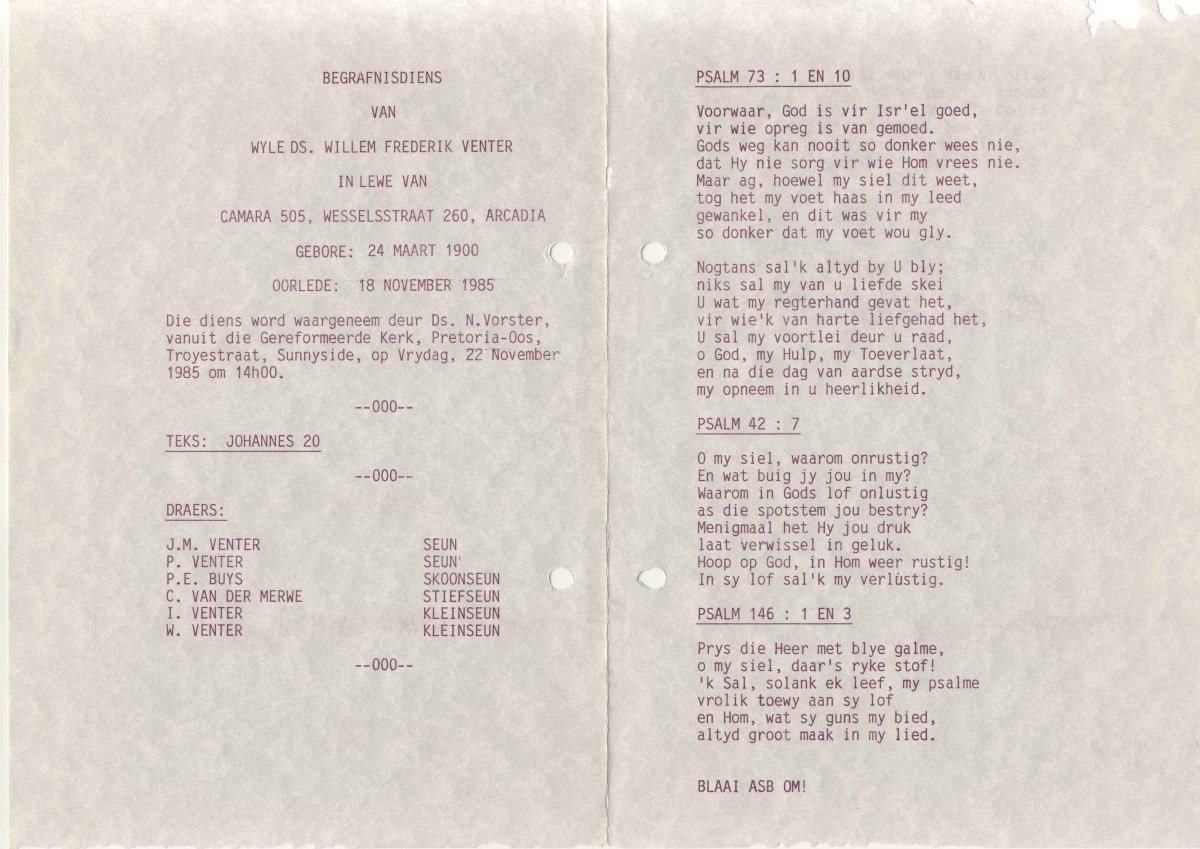 BEGRAFNISDIENS
VAN
WYLE DS. WILLEM FREDERIK VENTER
IN LEWE VAN
CAMARA 505, WESSELSSTRAAT 260, ARCADIA
GEBORE: 24 MAART 1900
OORLEDE: 18 NOVEMBER 1985
Die diens word waargeneem deur Ds. N.Vorster,
vanuit die Gereformeerde Kerk, Pretoria-Oos,
Troyestraat, Sunnyside, op Vrydag, 22 November
1985 om 14h00.
--000--
TEKS: JOHANNES 20
--000--
DRAERS:
J.M. VENTER SEUN
P. VENTER SEUN
P.E. BUYS SKOONSEUN
C. VAN DER MERWE STIEFSEUN
I. VENTER KLEINSEUN
W. VENTER KLEINSEUN
--000--
PSALM 73 : 1 EN 10
Voorwaar, God is vir Isr'el goed,
vir wie opreg is van gemoed.
Gods weg kan nooit so donker wees nie,
dat Hy nie sorg vir wie Hom vrees nie.
Maar ag, hoewel my siel dit weet,
tog het my voet haas in my leed
gewankel, en dit was vir my
so donker dat my voet wou gly.
Nogtans sal'k altyd by U bly;
niks sal my van u liefde skei
U wat my regterhand gevat het,
vir wie'k van harte liefgehad het,
U sal my voortlei deur u raad,
o God, my Hulp, my Toeverlaat,
en na die dag van aardse stryd,
my opneem in u heerlikheid.
PSALM 42 : 7
O my siel, waarom onrustig?
En wat buig jy jou in my?
Waarom in Gods lof onlustig
as die spotstem jou bestry?
Menigmaal het Hy jou druk
laat verwissel in geluk.
Hoop op God, in Hom weer rustig!
In sy lof sal'k my verlustig.
PSALM 146 : 1 EN 3
Prys die Heer met blye galme,
o my siel, daar's ryke stof!
'k Sal, solank ek leef, my psalme
vrolik toewy aan sy lof
en Hom, wat sy guns my bied,
altyd groot maak in my lied.
BLAAI ASB OM!